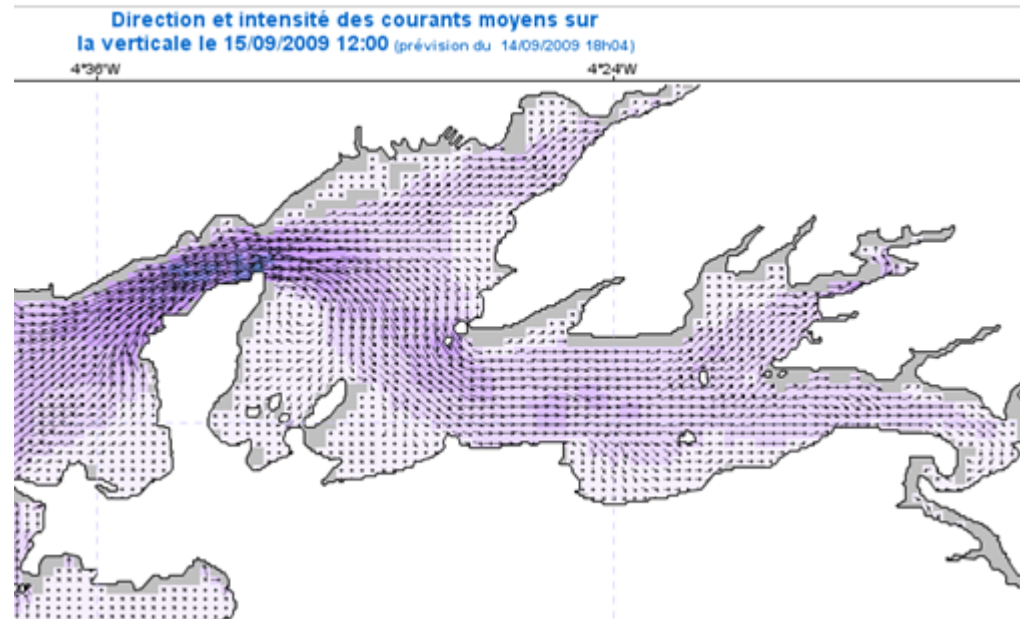 Direction et intensité des courants moyens sur
la verticale le 15/09/2009 12:00 (prévision du 14/09/2009 18h04)
4°36'W 4°24'W